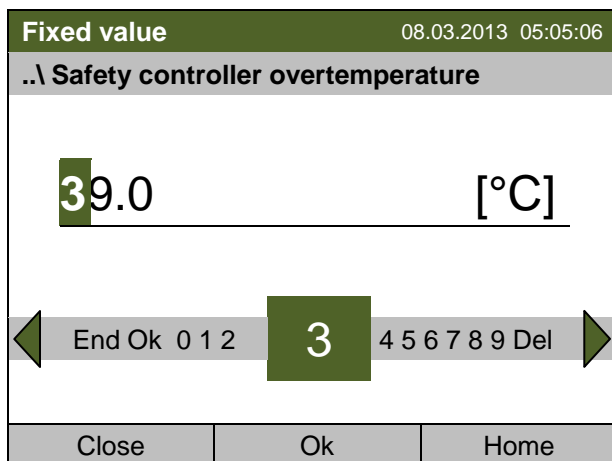 Fixed value 08.03.2013 05:05:06
..\ Safety controller overtemperature
39.0 [°C]
End Ok 0 1 2 3 4 5 6 7 8 9 Del
Close Ok Home